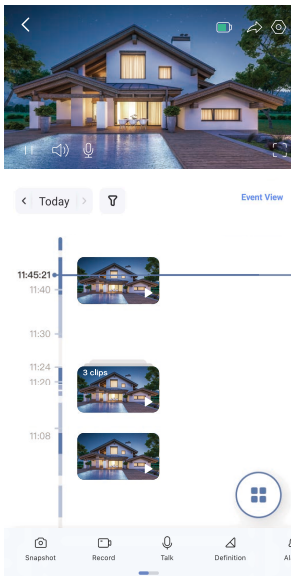 Today
Event View
11:45:21
11:40
11:30
11:24
3 clips
11:20
11:08
Snapshot
Record
Talk
Definition
Al